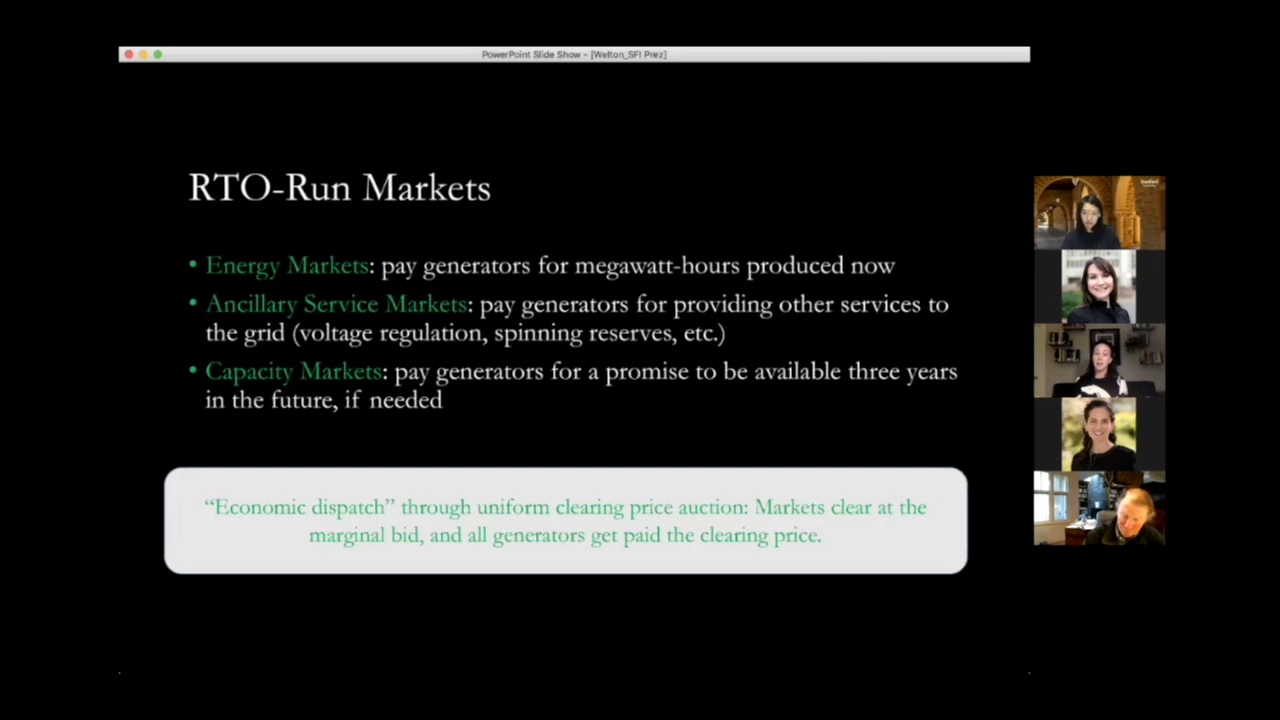 PowerPoint Slide Show - [Welton_SFI Prez]
RTO-Run Markets
• Energy Markets: pay generators for megawatt-hours produced now
• Ancillary Service Markets: pay generators for providing other services to
the grid (voltage regulation, spinning reserves, etc.)
• Capacity Markets: pay generators for a promise to be available three years
in the future, if needed
“Economic dispatch” through uniform clearing price auction: Markets clear at the
marginal bid, and all generators get paid the clearing price.
Stanford